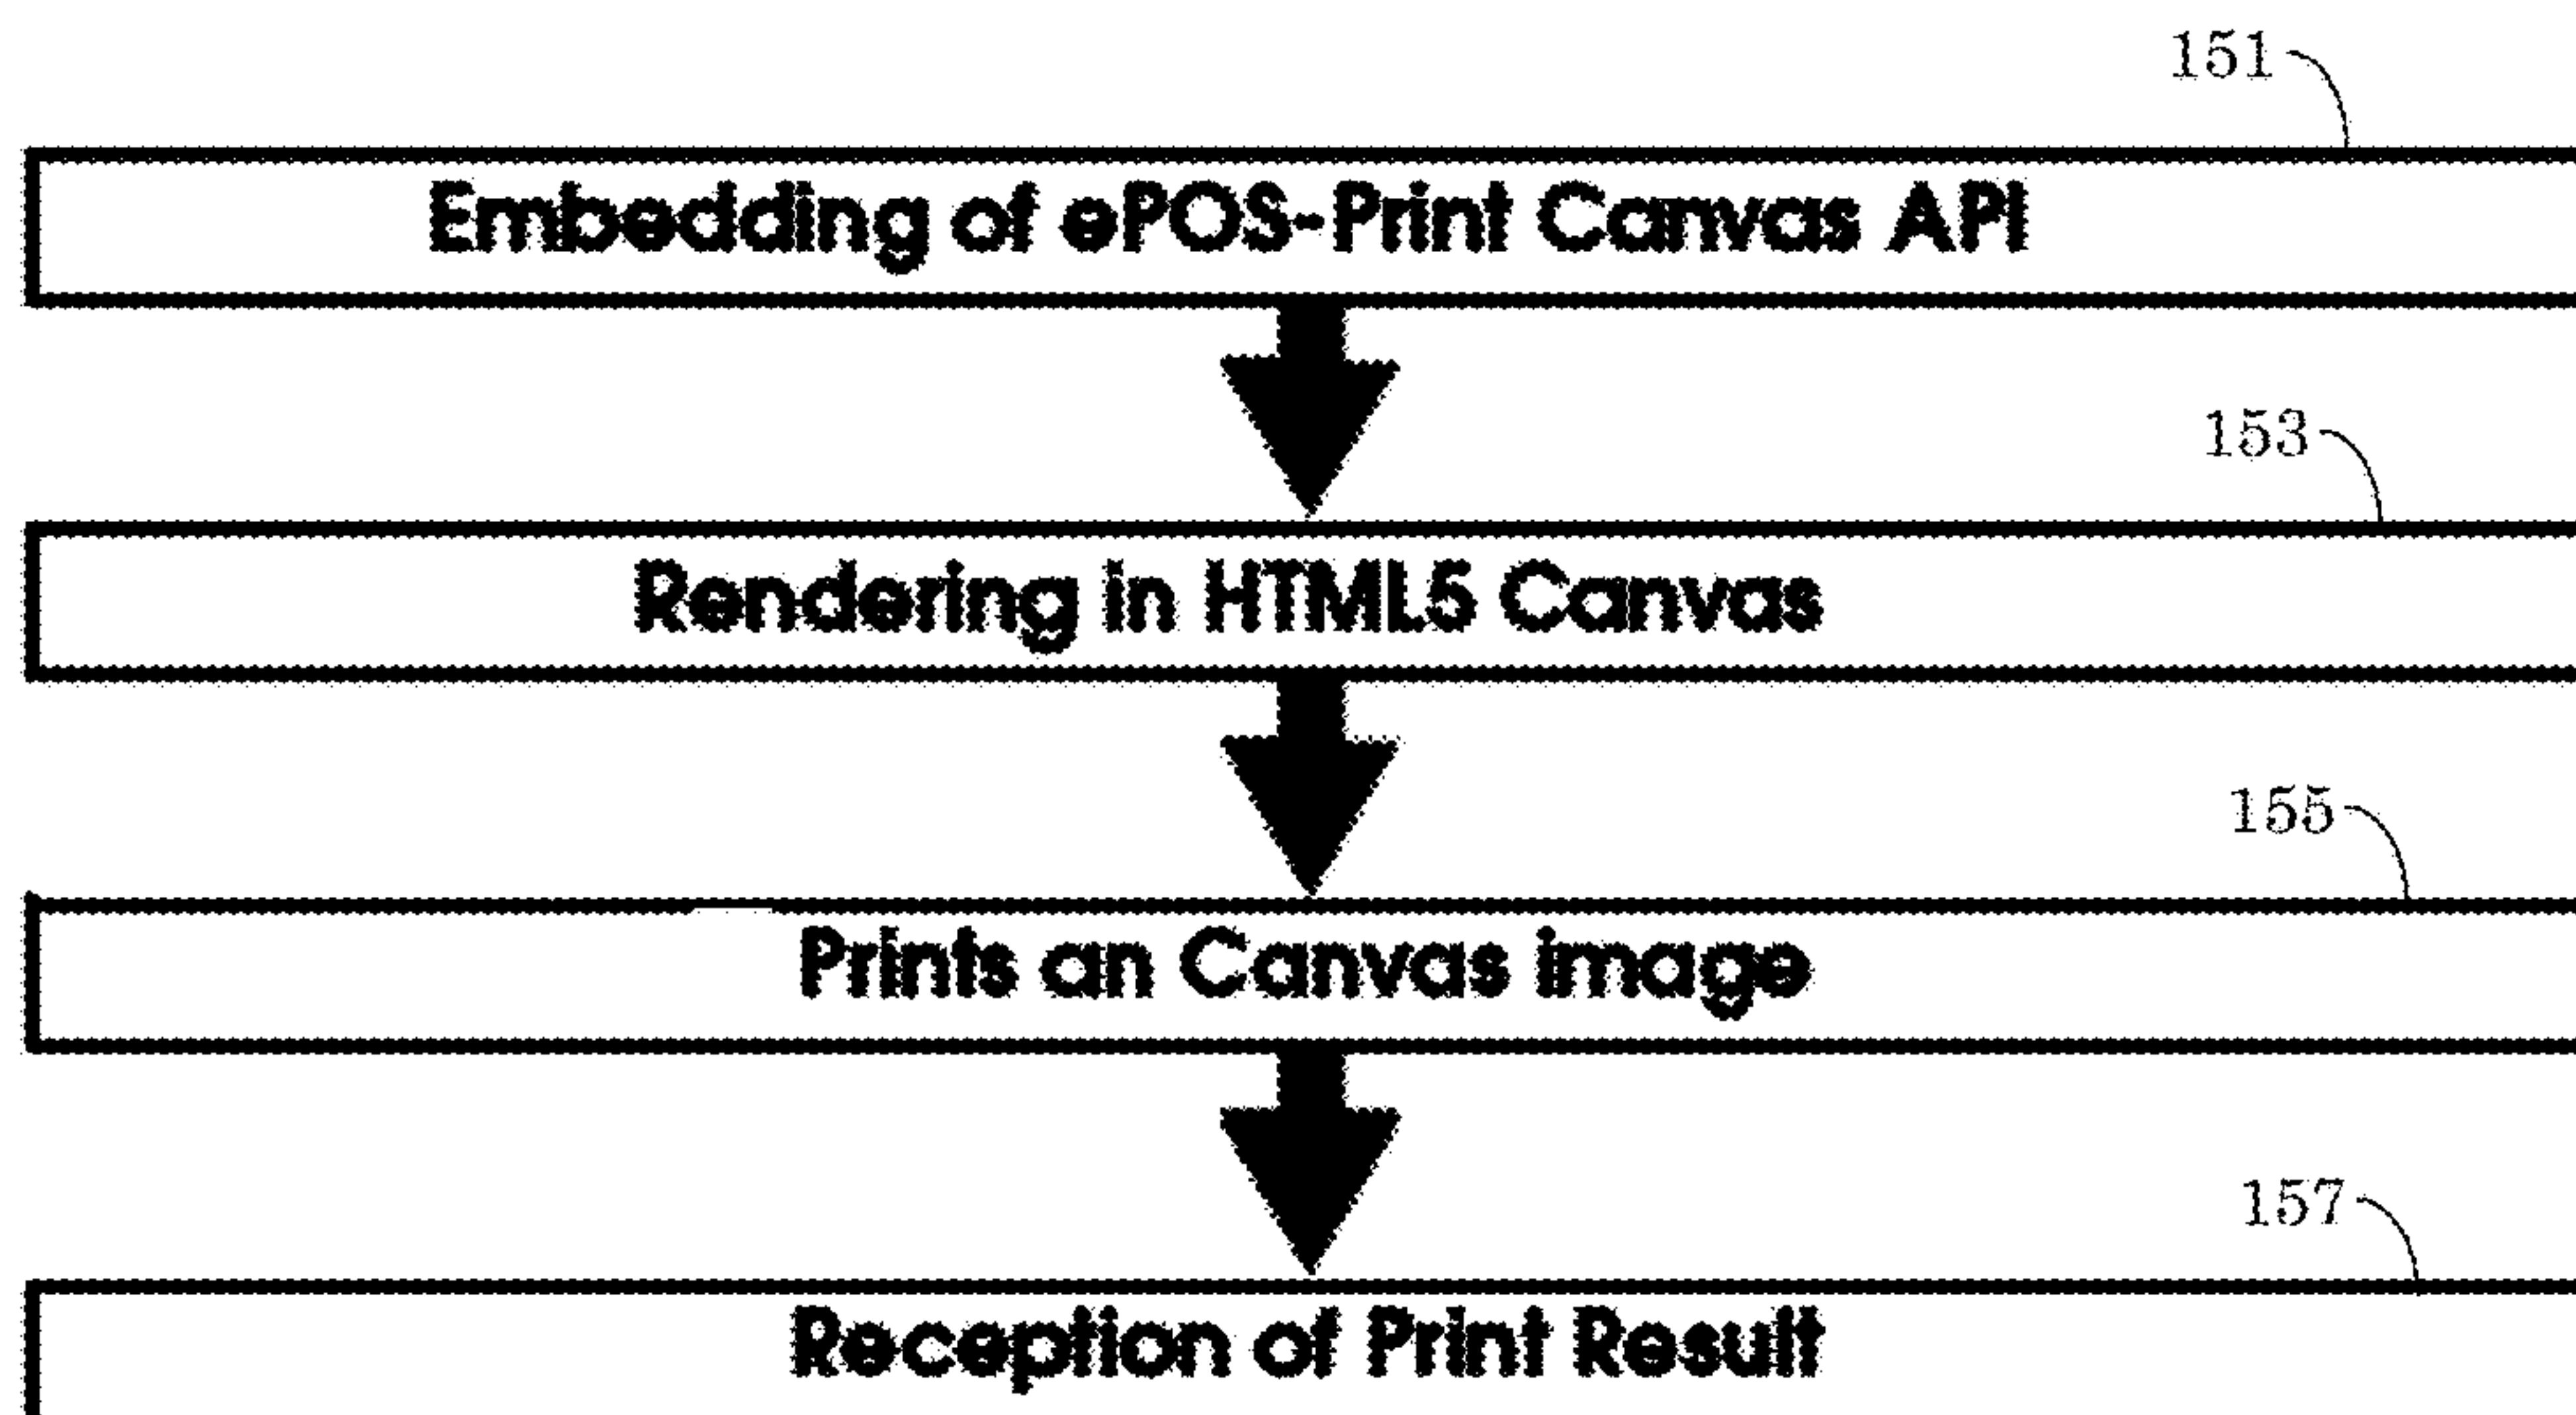 151
Embedding of ePOS-Print Canvas API
153
Rendering in HTML5 Canvas
155
Prints an Canvas image
157
Reception of Print Result